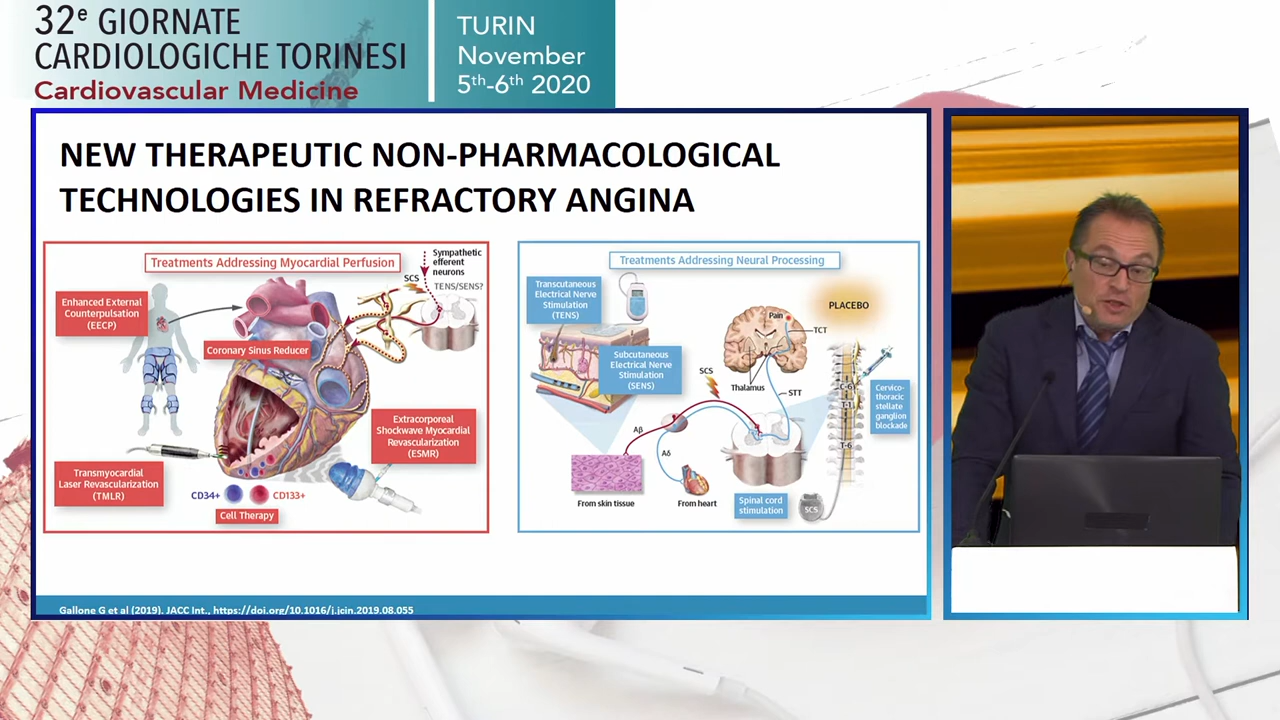 32e GIORNATE
CARDIOLOGICHE TORINESI
Cardiovascular Medicine
TURIN
November
5th-6th 2020
NEW THERAPEUTIC NON-PHARMACOLOGICAL
TECHNOLOGIES IN REFRACTORY ANGINA
Treatments Addressing Myocardial Perfusion
Sympathetic
efferent
neurons
SCS
TENS/SENS?
Enhanced External
Counterpulsation
(EECP)
Coronary Sinus Reducer
Extracorporeal
Shockwave Myocardial
Revascularization
(ESMR)
Transmyocardial
Laser Revascularization
(TMLR)
CD34+
CD133+
Cell Therapy
Treatments Addressing Neural Processing
Transcutaneous
Electrical Nerve
Stimulation
(TENS)
Subcutaneous
Electrical Nerve
Stimulation
(SENS)
Pain
TCT
Thalamus
STT
PLACEBO
SCS
Aβ
Aδ
C-6
T-1
T-6
Cervico-
thoracic
stellate
ganglion
blockade
From skin tissue
From heart
Spinal cord
stimulation
SCS
Gallone G et al (2019). JACC Int., https://doi.org/10.1016/j.jcin.2019.08.055